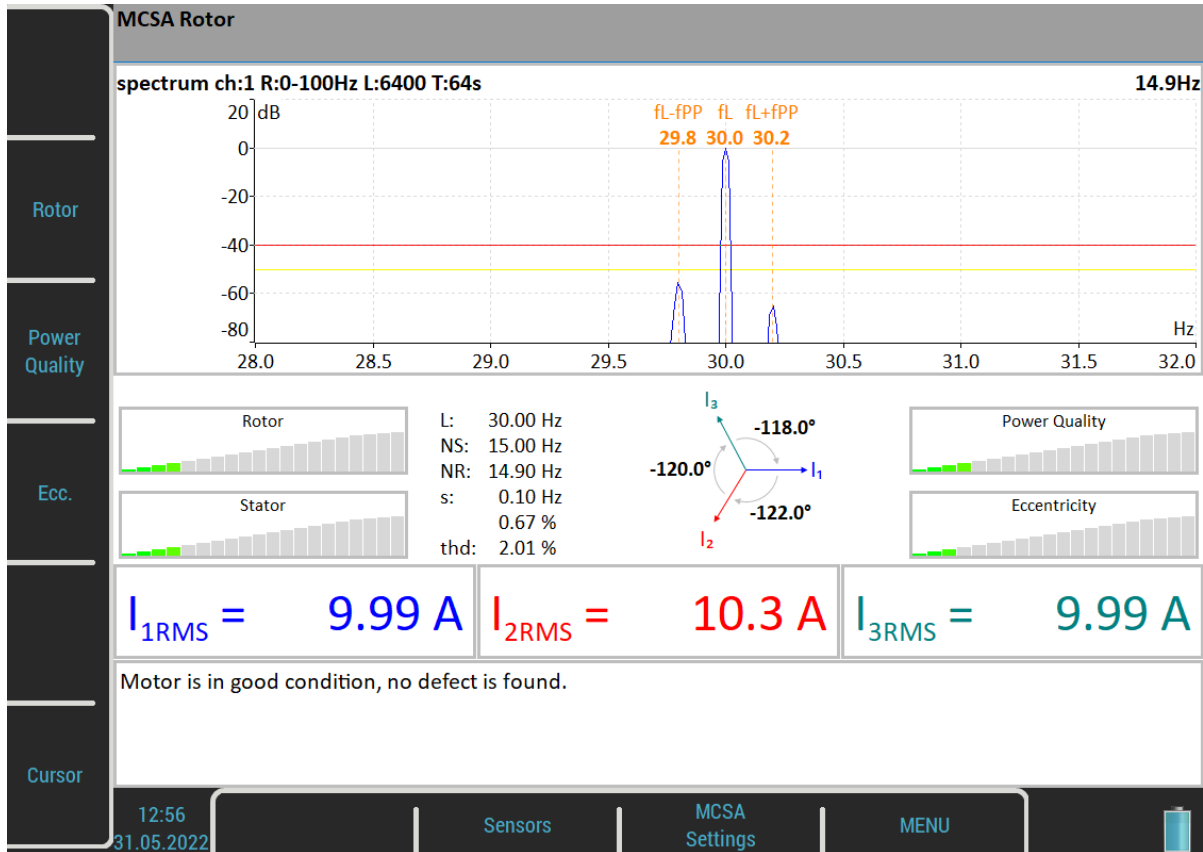 MCSA Rotor
spectrum ch:1 R:0-100Hz L:6400 T:64s 14.9Hz
20 dB
fL-fPP fL fL+fPP
29.8 30.0 30.2
0
-20
-40
-60
-80
Hz
28.0 28.5 29.0 29.5 30.0 30.5 31.0 31.5 32.0
Rotor
Power
Quality
Ecc.
Cursor
Rotor
Stator
L: 30.00 Hz
NS: 15.00 Hz
NR: 14.90 Hz
s: 0.10 Hz
0.67 %
thd: 2.01 %
I₃
-118.0°
-120.0°
I₁
-122.0°
I₂
Power Quality
Eccentricity
I1RMS = 9.99 A
I2RMS = 10.3 A
I3RMS = 9.99 A
Motor is in good condition, no defect is found.
12:56
31.05.2022
Sensors
MCSA
Settings
MENU